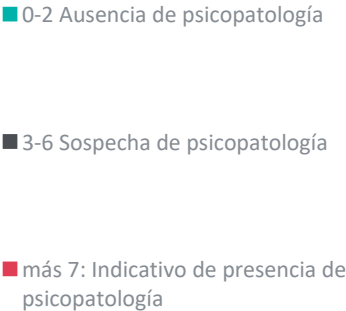 0-2 Ausencia de psicopatología
3-6 Sospecha de psicopatología
más 7: Indicativo de presencia de
psicopatología